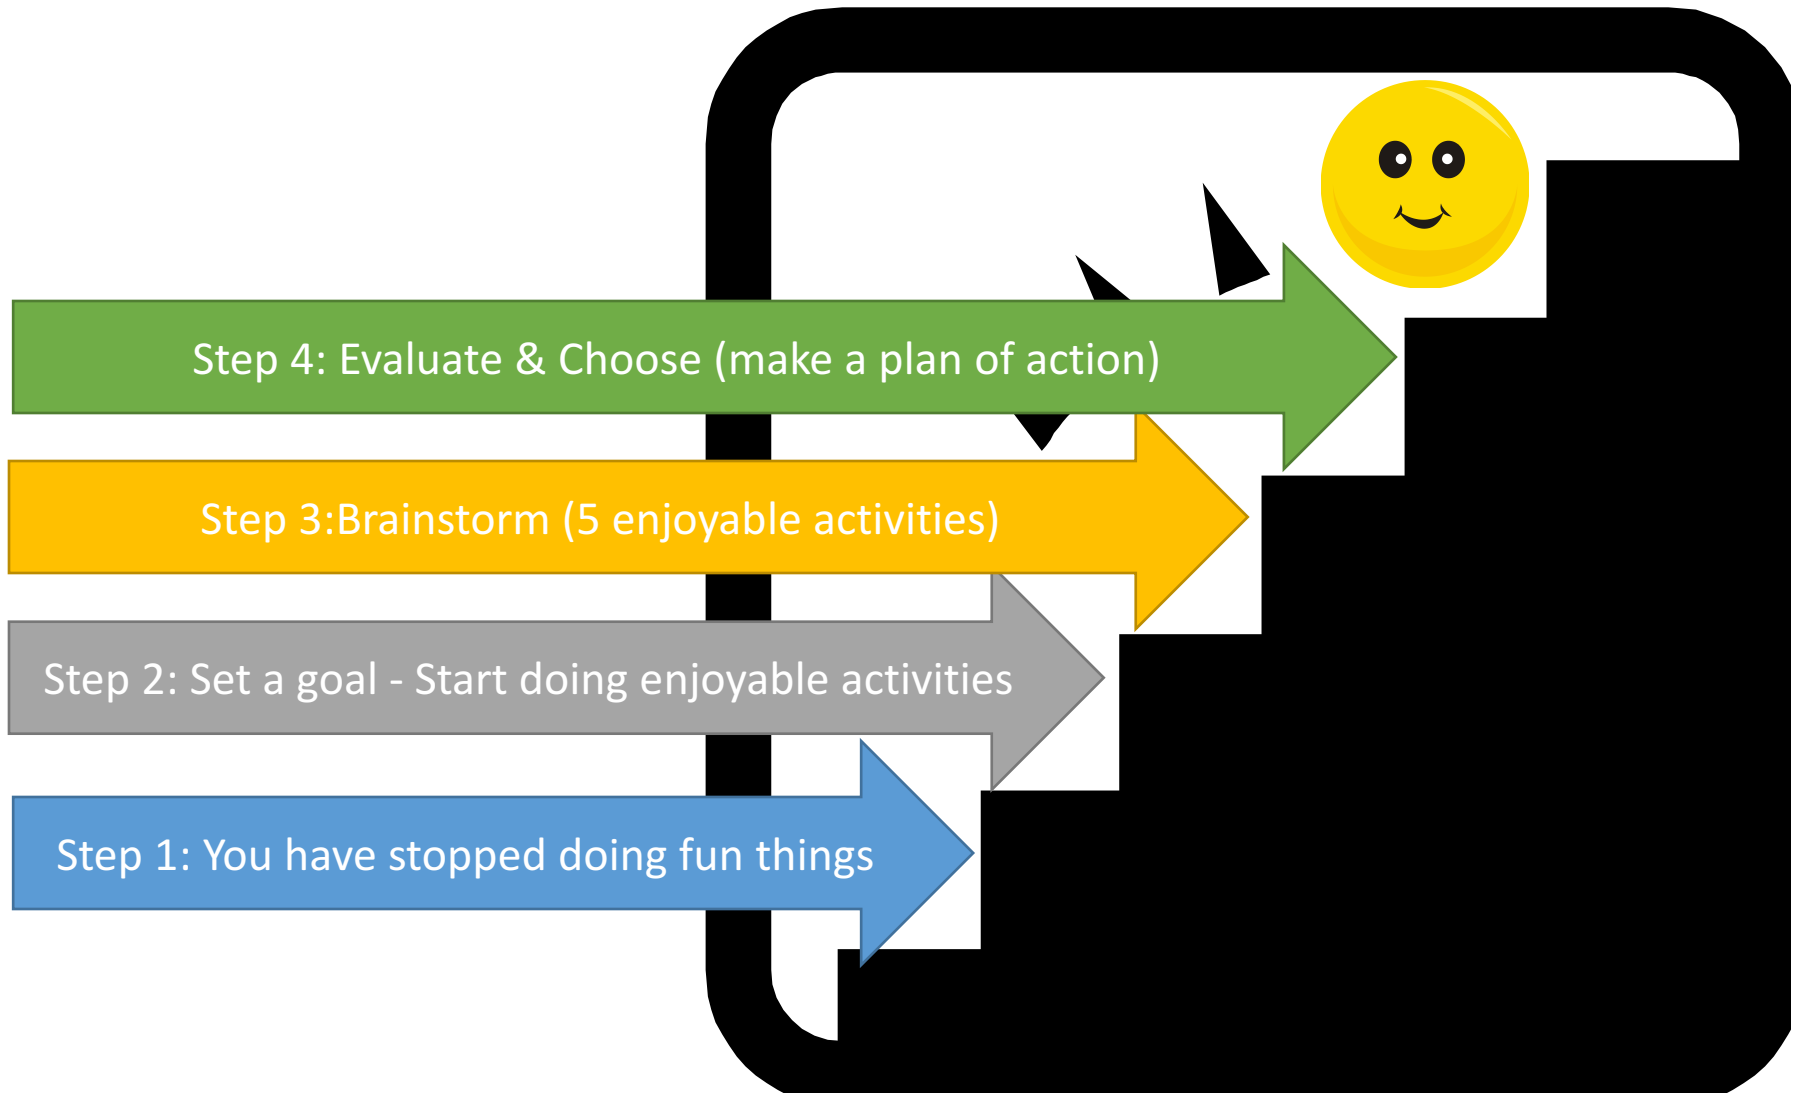 Step 4: Evaluate & Choose (make a plan of action)
Step 3:Brainstorm (5 enjoyable activities)
Step 2: Set a goal - Start doing enjoyable activities
Step 1: You have stopped doing fun things